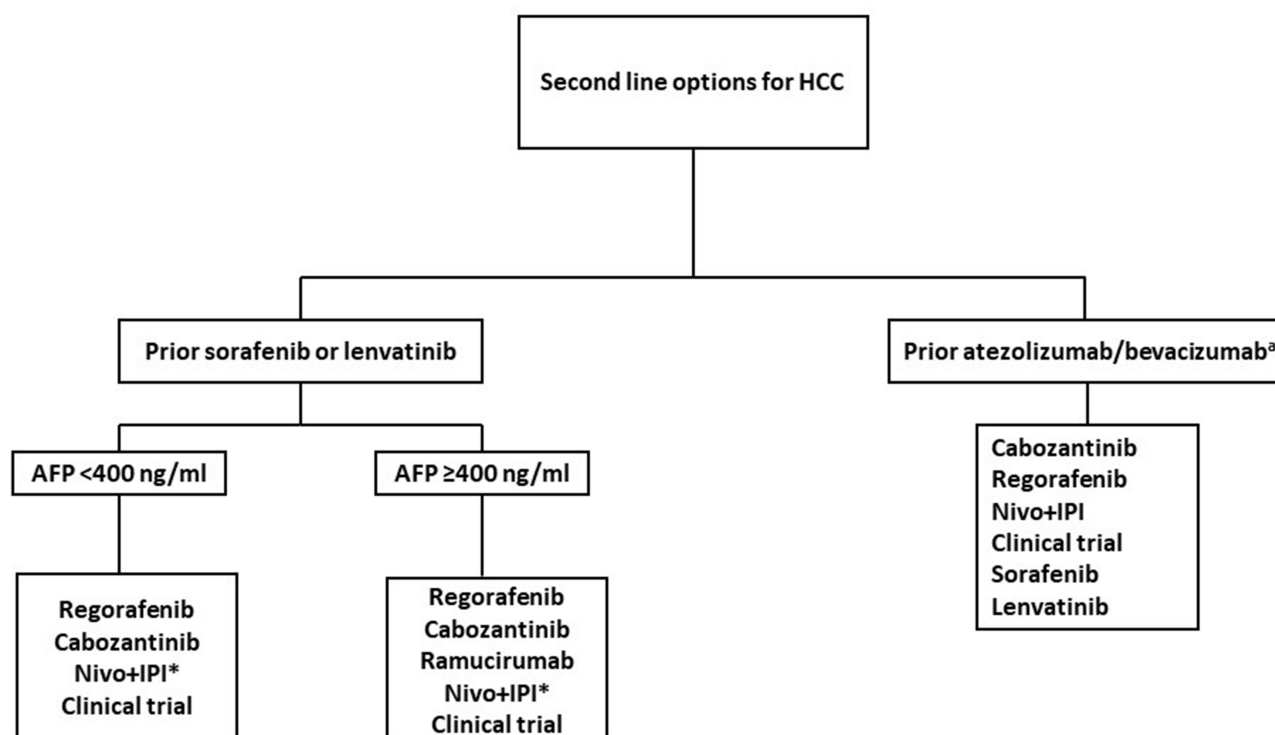 Second line options for HCC
Prior sorafenib or lenvatinib
Prior atezolizumab/bevacizumabᵃ
AFP <400 ng/ml
AFP ≥400 ng/ml
Regorafenib
Cabozantinib
Nivo+IPI*
Clinical trial
Regorafenib
Cabozantinib
Ramucirumab
Nivo+IPI*
Clinical trial
Cabozantinib
Regorafenib
Nivo+IPI
Clinical trial
Sorafenib
Lenvatinib